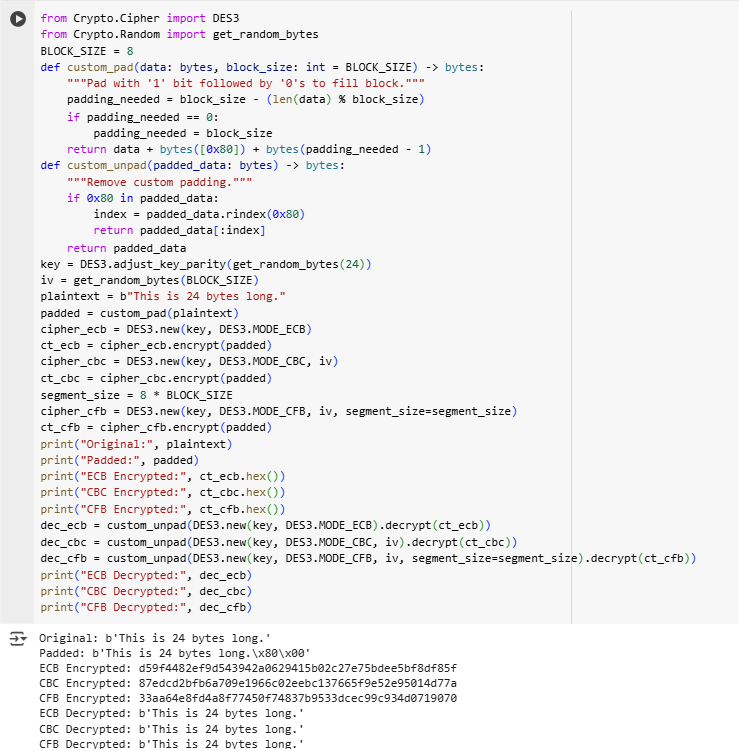 from Crypto.Cipher import DES3
from Crypto.Random import get_random_bytes
BLOCK_SIZE = 8
def custom_pad(data: bytes, block_size: int = BLOCK_SIZE) -> bytes:
    """Pad with '1' bit followed by '0's to fill block."""
    padding_needed = block_size - (len(data) % block_size)
    if padding_needed == 0:
        padding_needed = block_size
    return data + bytes([0x80]) + bytes(padding_needed - 1)
def custom_unpad(padded_data: bytes) -> bytes:
    """Remove custom padding."""
    if 0x80 in padded_data:
        index = padded_data.rindex(0x80)
        return padded_data[:index]
    return padded_data
key = DES3.adjust_key_parity(get_random_bytes(24))
iv = get_random_bytes(BLOCK_SIZE)
plaintext = b"This is 24 bytes long."
padded = custom_pad(plaintext)
cipher_ecb = DES3.new(key, DES3.MODE_ECB)
ct_ecb = cipher_ecb.encrypt(padded)
cipher_cbc = DES3.new(key, DES3.MODE_CBC, iv)
ct_cbc = cipher_cbc.encrypt(padded)
segment_size = 8 * BLOCK_SIZE
cipher_cfb = DES3.new(key, DES3.MODE_CFB, iv, segment_size=segment_size)
ct_cfb = cipher_cfb.encrypt(padded)
print("Original:", plaintext)
print("Padded:", padded)
print("ECB Encrypted:", ct_ecb.hex())
print("CBC Encrypted:", ct_cbc.hex())
print("CFB Encrypted:", ct_cfb.hex())
dec_ecb = custom_unpad(DES3.new(key, DES3.MODE_ECB).decrypt(ct_ecb))
dec_cbc = custom_unpad(DES3.new(key, DES3.MODE_CBC, iv).decrypt(ct_cbc))
dec_cfb = custom_unpad(DES3.new(key, DES3.MODE_CFB, iv, segment_size=segment_size).decrypt(ct_cfb))
print("ECB Decrypted:", dec_ecb)
print("CBC Decrypted:", dec_cbc)
print("CFB Decrypted:", dec_cfb)
Original: b'This is 24 bytes long.'
Padded: b'This is 24 bytes long.\x80\x00'
ECB Encrypted: d59f4482ef9d543942a0629415b02c27e75bdee5bf8df85f
CBC Encrypted: 87edcd2bfb6a709e1966c02eebc137665f9e52e95014d77a
CFB Encrypted: 33aa64e8fd4a8f77450f74837b9533dcec99c934d0719070
ECB Decrypted: b'This is 24 bytes long.'
CBC Decrypted: b'This is 24 bytes long.'
CFB Decrypted: b'This is 24 bytes long.'